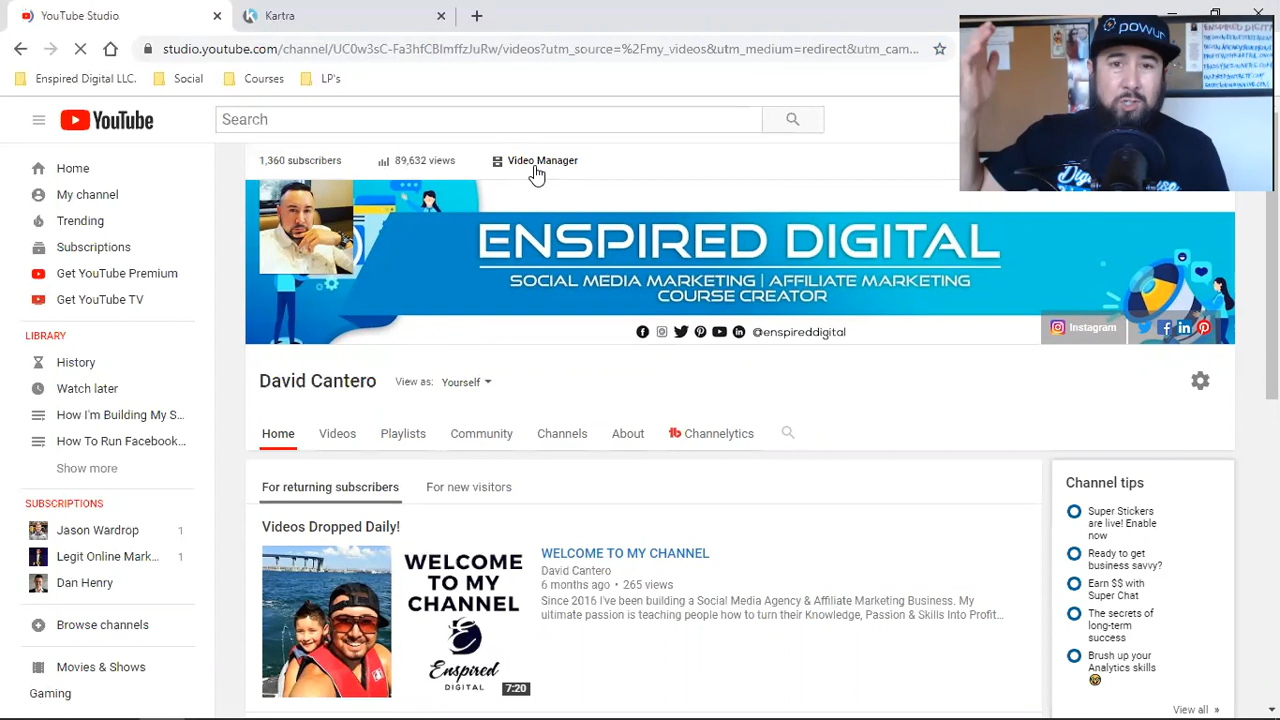 YouTube Studio
Kartra
studio.youtube.com/channel/
Enspired Digital LLC.
Social
Courses
LP's
YouTube
Search
1,360 subscribers
89,632 views
Video Manager
powur
ENSPIRED DIGITAL
Home
My channel
Trending
Subscriptions
Get YouTube Premium
Get YouTube TV
LIBRARY
History
Watch later
How I'm Building My S...
How To Run Facebook...
Show more
SUBSCRIPTIONS
Jason Wardrop 1
Legit Online Mark... 1
Dan Henry
Browse channels
Movies & Shows
Gaming
ENSPIRED DIGITAL
SOCIAL MEDIA MARKETING | AFFILIATE MARKETING
COURSE CREATOR
@enspireddigital
Instagram
David Cantero
View as: Yourself
Home Videos Playlists Community Channels About Channelytics
For returning subscribers
For new visitors
Videos Dropped Daily!
WELCOME
TO MY
CHANNEL
Enspired
DIGITAL
7:20
WELCOME TO MY CHANNEL
David Cantero
6 months ago • 265 views
Since 2016 I've been building a Social Media Agency & Affiliate Marketing Business. My
ultimate passion is teaching people how to turn their Knowledge, Passion & Skills Into Profit...
Channel tips
Super Stickers
are live! Enable
now
Ready to get
business savvy?
Earn $$ with
Super Chat
The secrets of
long-term
success
Brush up your
Analytics skills
View all »